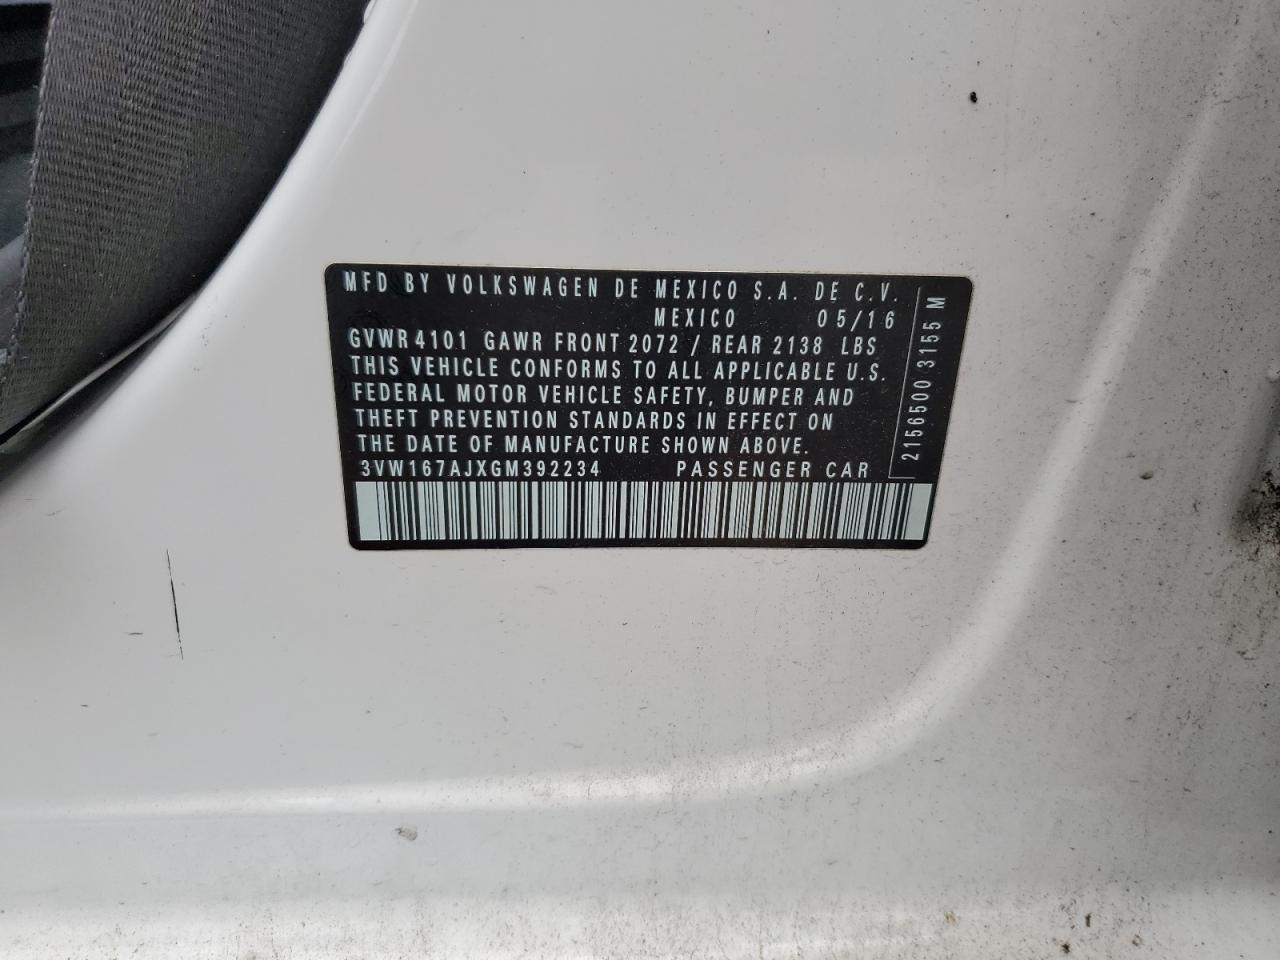 MFD BY VOLKSWAGEN DE MEXICO S.A. DE C.V.
MEXICO 05/16
GVWR 4101 GAWR FRONT 2072 / REAR 2138 LBS
THIS VEHICLE CONFORMS TO ALL APPLICABLE U.S.
FEDERAL MOTOR VEHICLE SAFETY, BUMPER AND
THEFT PREVENTION STANDARDS IN EFFECT ON
THE DATE OF MANUFACTURE SHOWN ABOVE.
3VW167AJXGM392234 PASSENGER CAR
2156500 3155 M